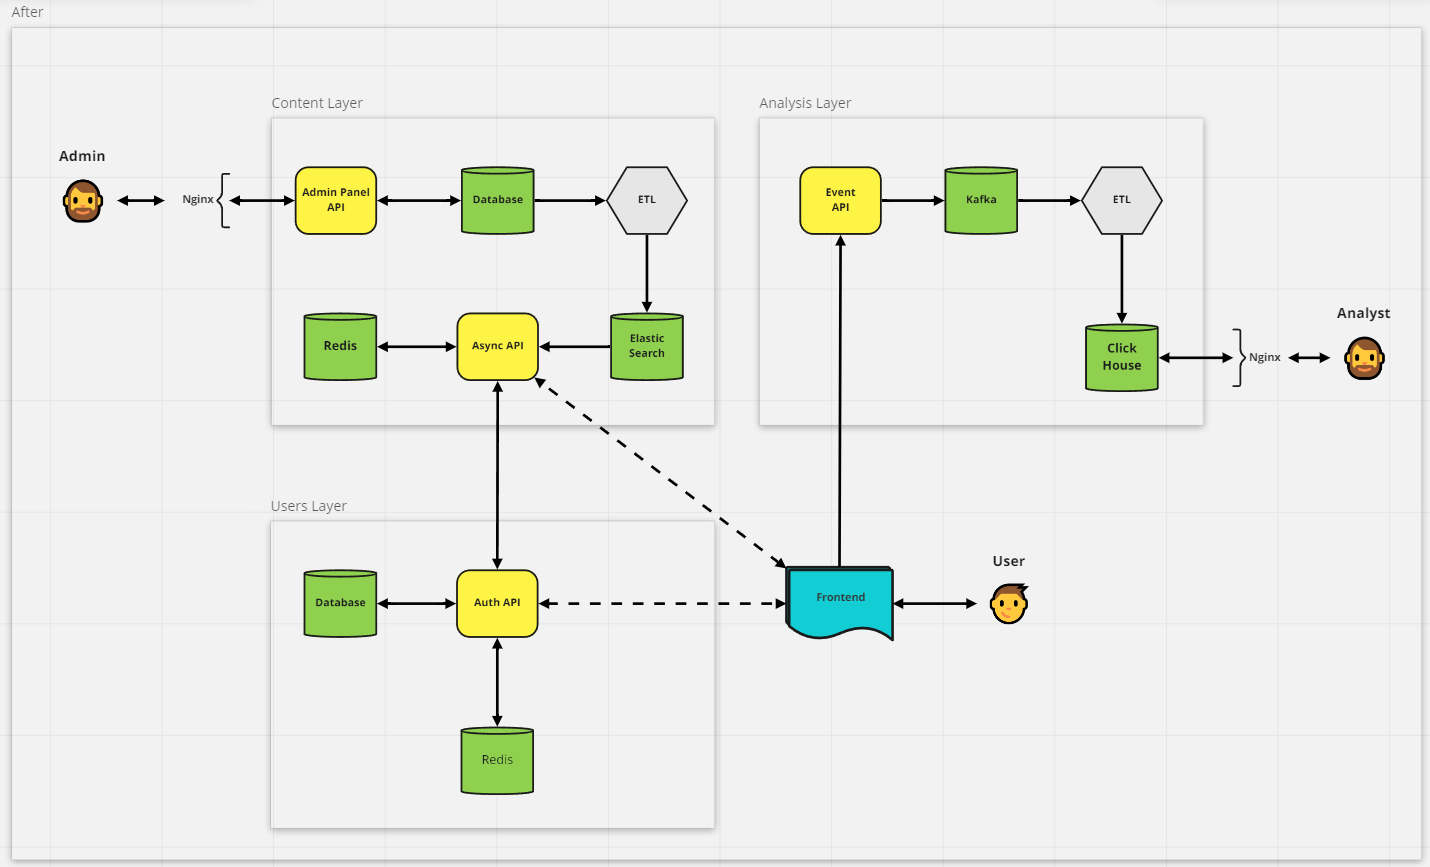 After
Content Layer
Analysis Layer
Admin
Nginx
Admin Panel
API
Database
ETL
Event
API
Kafka
ETL
Redis
Async API
Elastic
Search
Click
House
Nginx
Analyst
Users Layer
Database
Auth API
Frontend
User
Redis